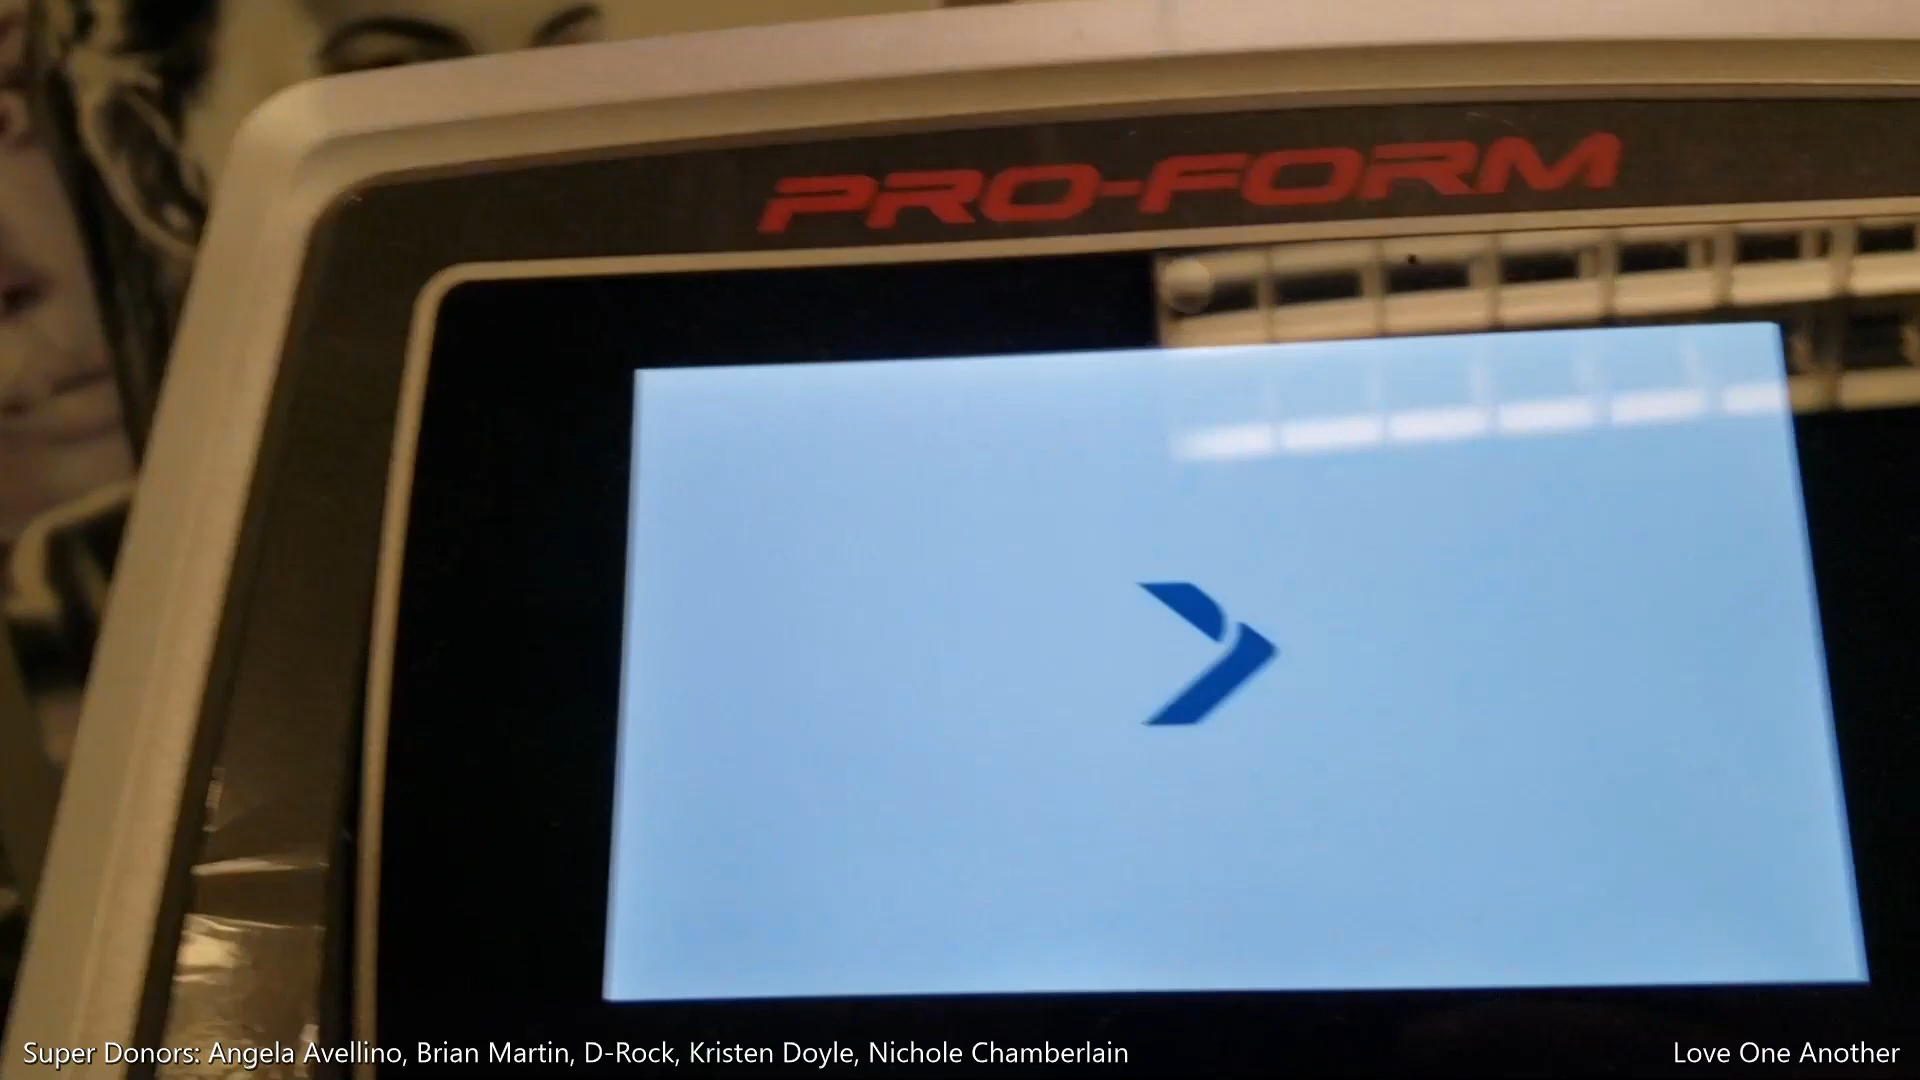 PRO-FORM
Super Donors: Angela Avellino, Brian Martin, D-Rock, Kristen Doyle, Nichole Chamberlain
Love One Another